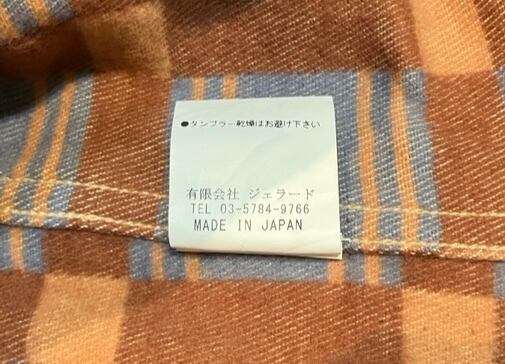 ●タンブラー乾燥はお避け下さい
有限会社 ジェラード
TEL 03-5784-9766
MADE IN JAPAN